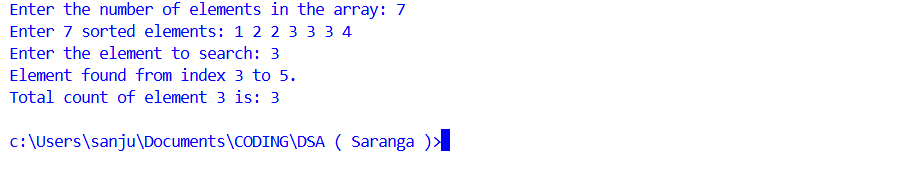 Enter the number of elements in the array: 7
Enter 7 sorted elements: 1 2 2 3 3 3 4
Enter the element to search: 3
Element found from index 3 to 5.
Total count of element 3 is: 3
c:\Users\sanju\Documents\CODING\DSA ( Saranga )>